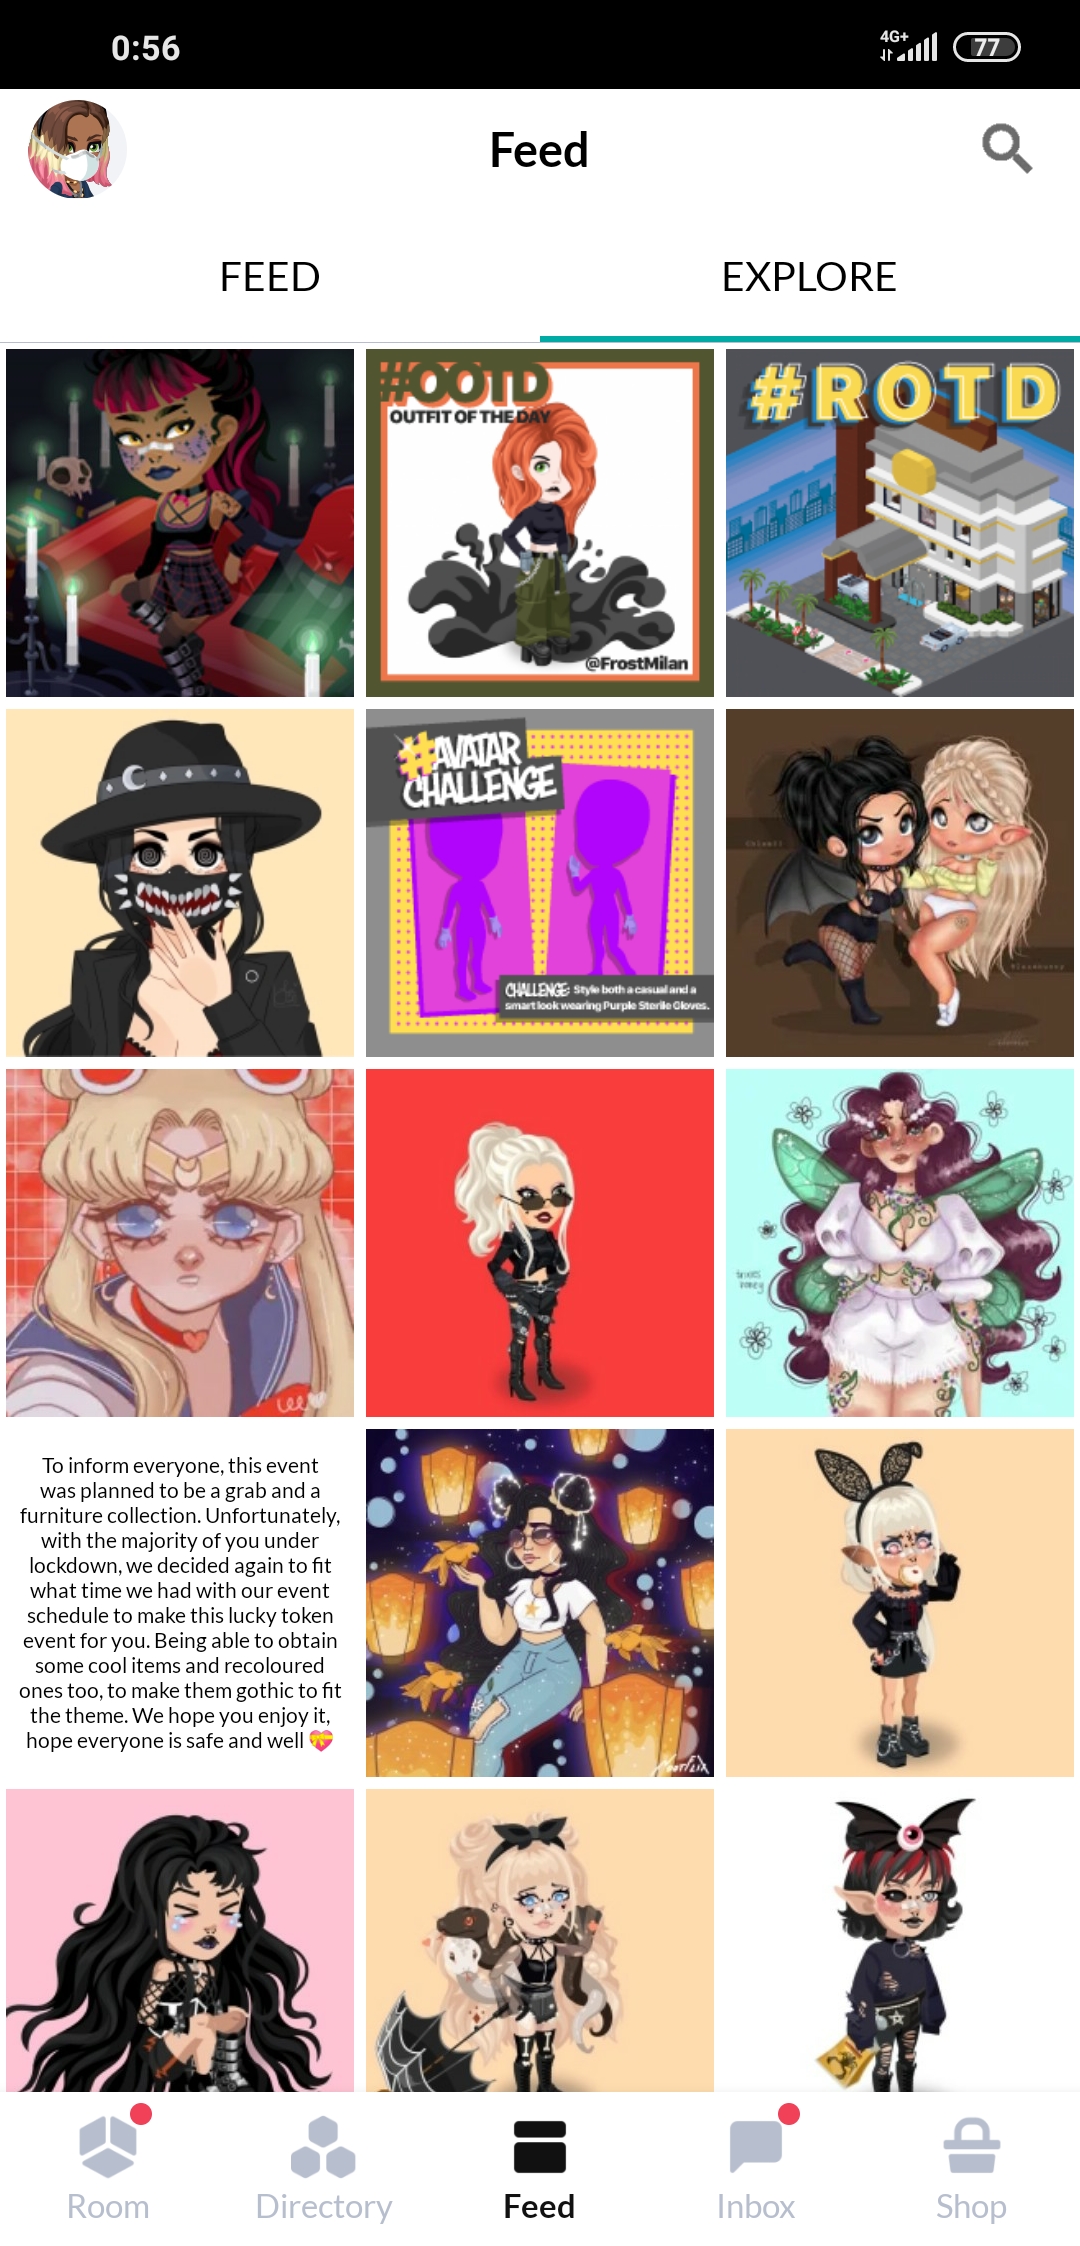 0:56
4G+
77
Feed
FEED
EXPLORE
#OOTD
OUTFIT OF THE DAY
@FrostMilan
#ROTD
#AVATAR
CHALLENGE
CHALLENGE: Style both a casual and a
smart look wearing Purple Sterile Gloves.
To inform everyone, this event
was planned to be a grab and a
furniture collection. Unfortunately,
with the majority of you under
lockdown, we decided again to fit
what time we had with our event
schedule to make this lucky token
event for you. Being able to obtain
some cool items and recoloured
ones too, to make them gothic to fit
the theme. We hope you enjoy it,
hope everyone is safe and well 💝
Room
Directory
Feed
Inbox
Shop